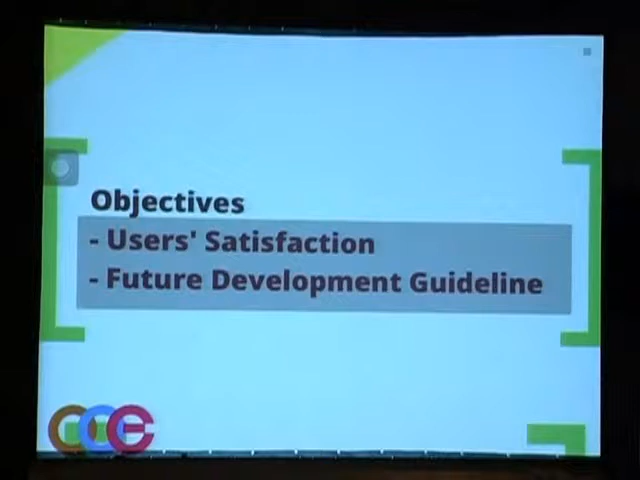 Objectives
- Users' Satisfaction
- Future Development Guideline